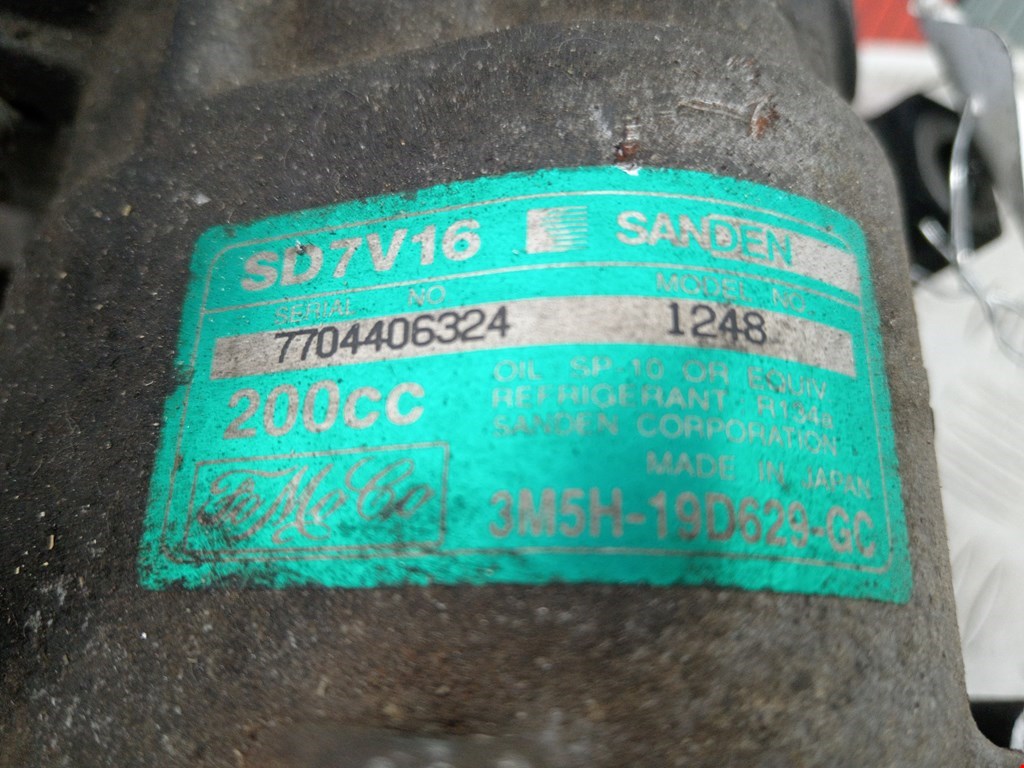 SD7V16 SANDEN
SERIAL NO MODEL NO
7704406324 1248
OIL SP-10 OR EQUIV
200CC REFRIGERANT R134a
SANDEN CORPORATION
MADE IN JAPAN
FoMoCo 3M5H-19D629-GC